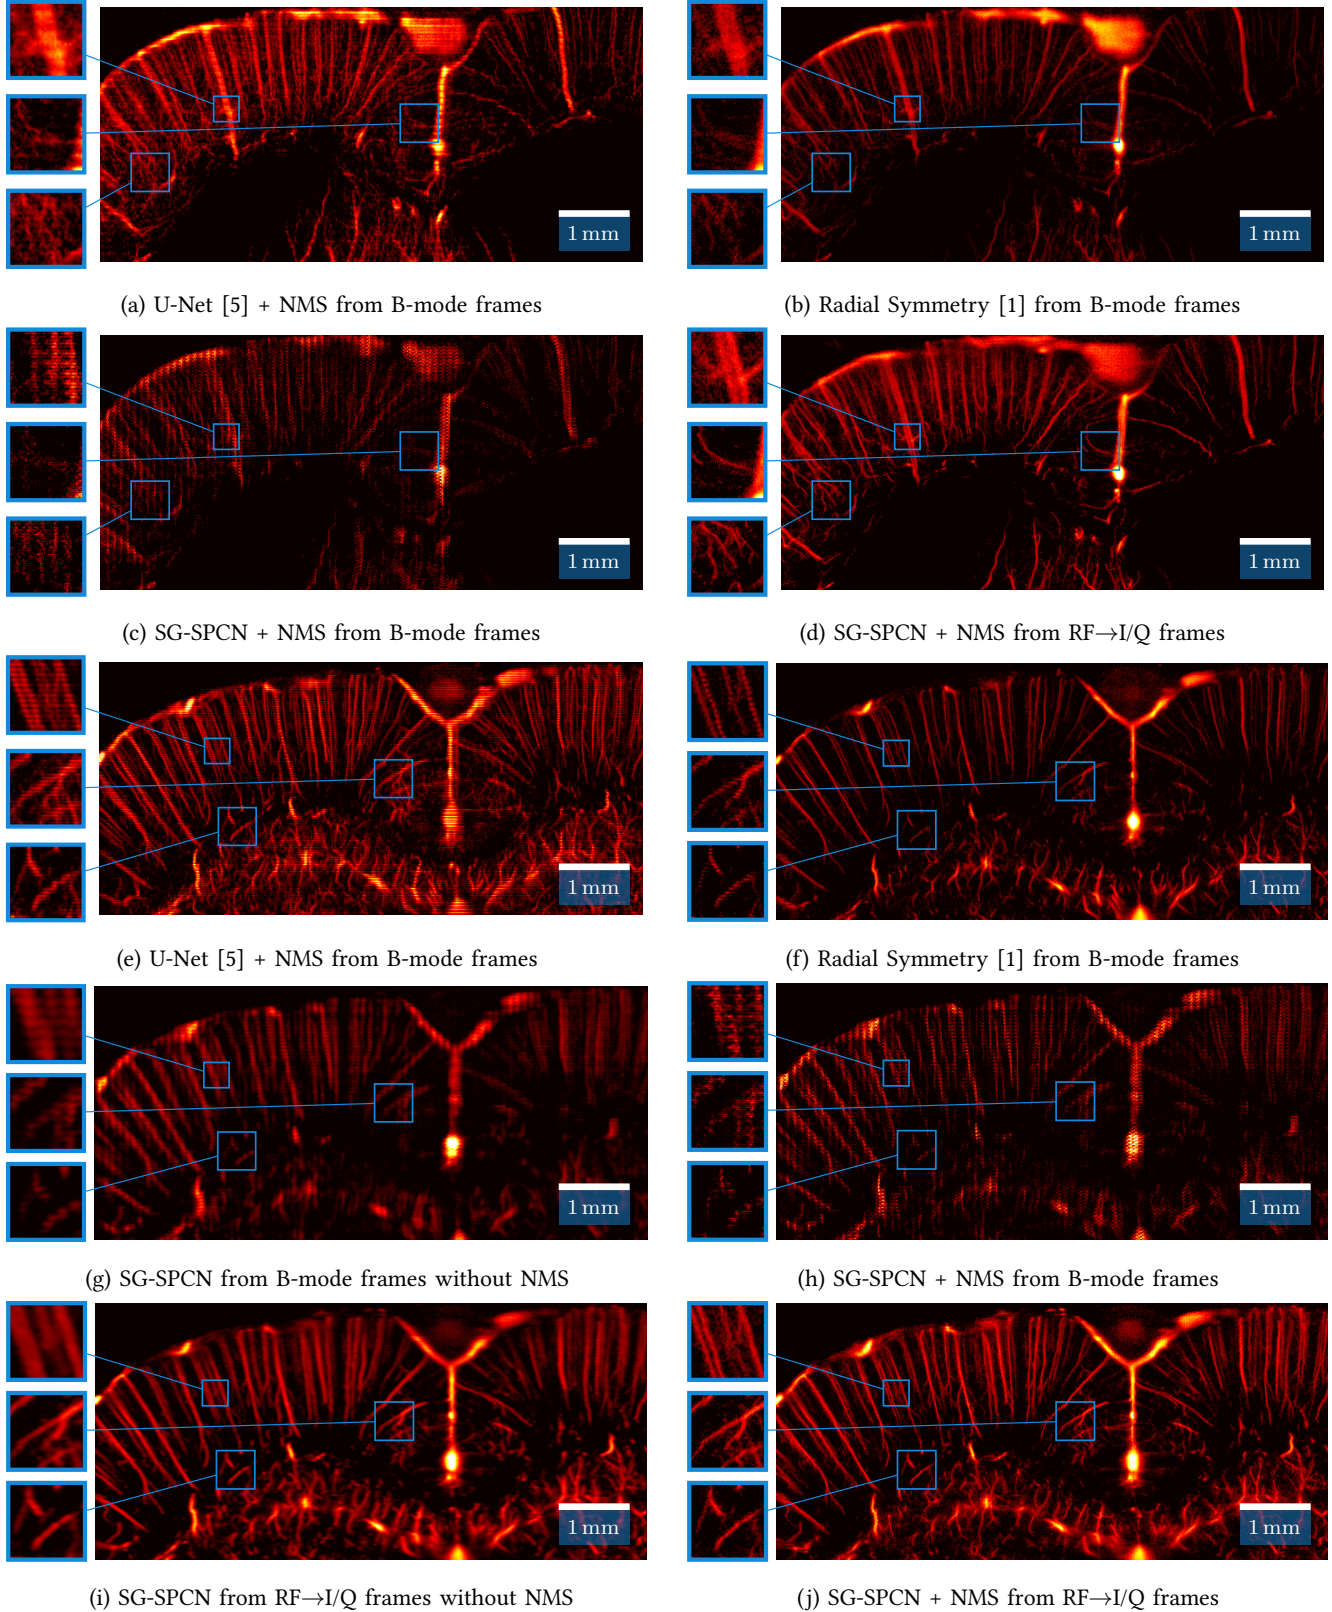 1 mm
1 mm
(a) U-Net [5] + NMS from B-mode frames
(b) Radial Symmetry [1] from B-mode frames
1 mm
1 mm
(c) SG-SPCN + NMS from B-mode frames
(d) SG-SPCN + NMS from RF→I/Q frames
1 mm
1 mm
(e) U-Net [5] + NMS from B-mode frames
(f) Radial Symmetry [1] from B-mode frames
1 mm
1 mm
(g) SG-SPCN from B-mode frames without NMS
(h) SG-SPCN + NMS from B-mode frames
1 mm
1 mm
(i) SG-SPCN from RF→I/Q frames without NMS
(j) SG-SPCN + NMS from RF→I/Q frames